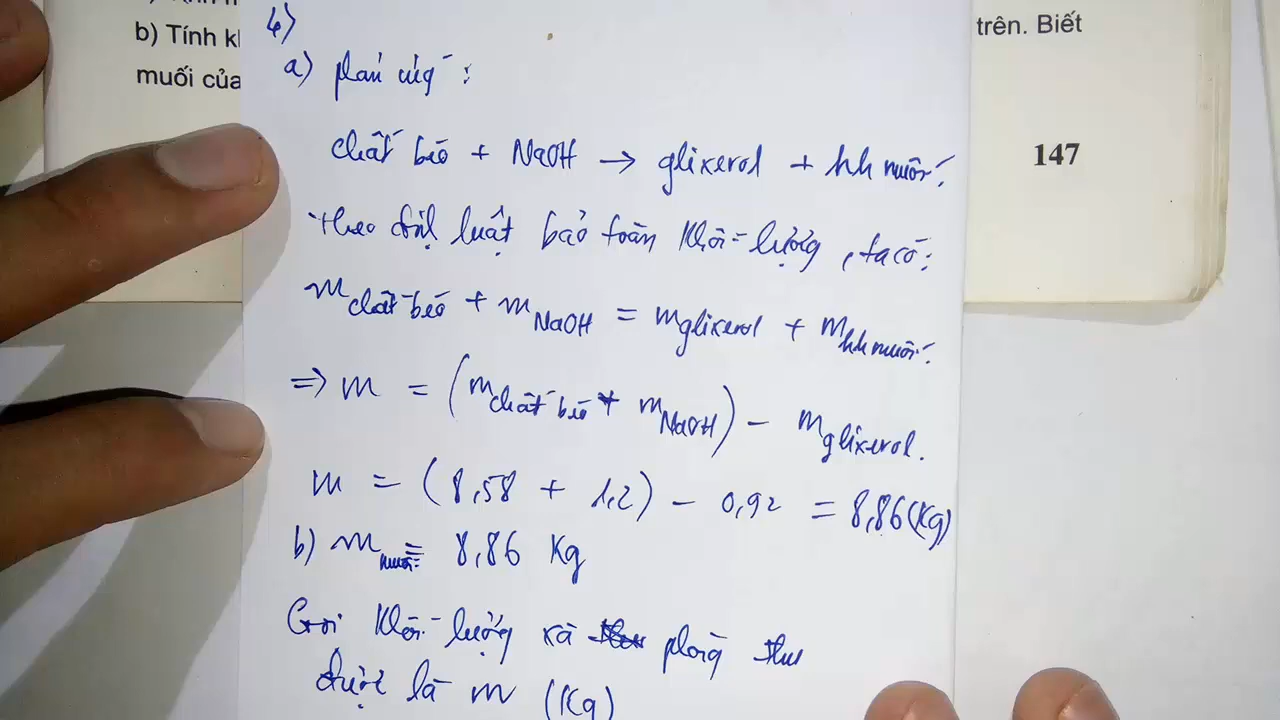 b) Tính kl
muối của
trên. Biết
147
4)
a) phản ứng :
chất béo + NaOH → glixerol + hh muối.
Theo định luật bảo toàn khối lượng, ta có:
m chất béo + m NaOH = m glixerol + m hh muối.
=> m = (m chất béo + m NaOH) - m glixerol.
m = (8,58 + 1,2) - 0,92 = 8,86 (kg)
b) m muối = 8,86 kg
Gọi khối lượng xà phòng thu
được là m (kg)